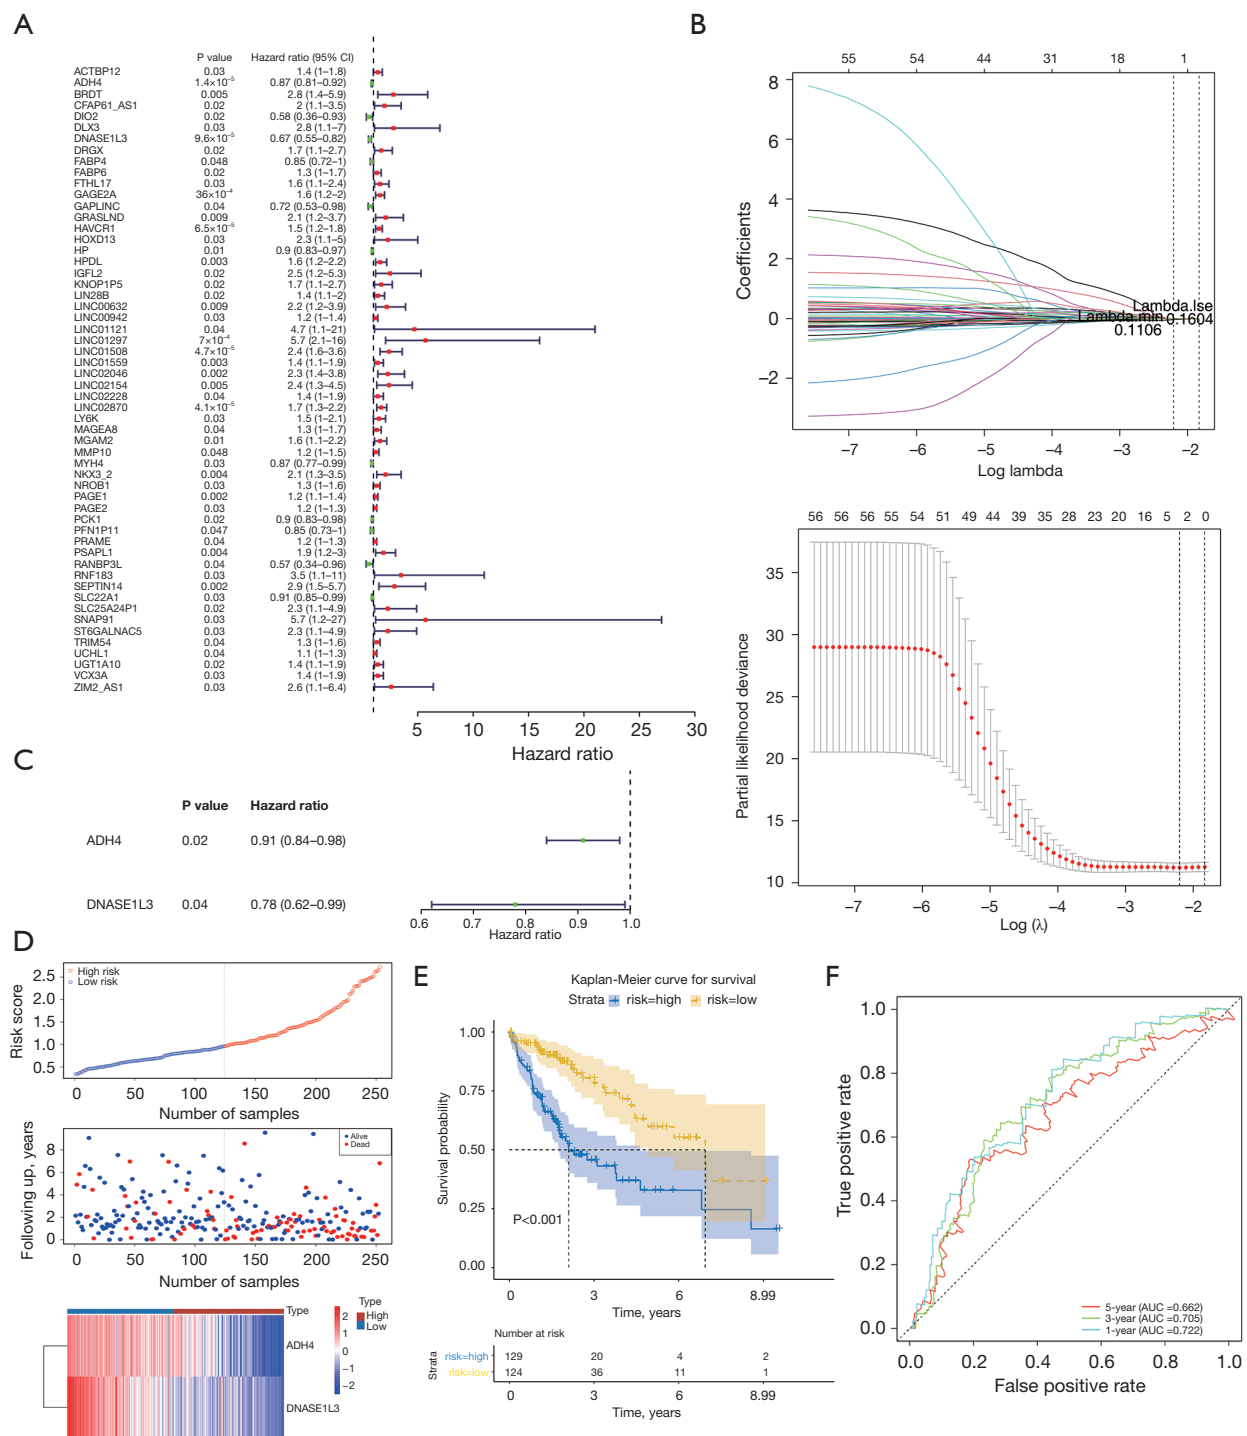 A
P value Hazard ratio (95% CI)
ACTBP12 0.03 1.4 (1–1.8)
ADH4 1.4×10⁻⁵ 0.87 (0.81–0.92)
BRDT 0.005 2.8 (1.4–5.9)
CFAP61_AS1 0.02 2 (1.1–3.5)
DIO2 0.02 0.58 (0.36–0.93)
DLX3 0.03 2.8 (1.1–7)
DNASE1L3 9.6×10⁻⁵ 0.67 (0.55–0.82)
DRGX 0.02 1.7 (1.1–2.7)
FABP4 0.048 0.85 (0.72–1)
FABP6 0.02 1.3 (1–1.7)
FTHL17 0.03 1.6 (1.1–2.4)
GAGE2A 36×10⁻⁴ 1.6 (1.2–2)
GAPLINC 0.04 0.72 (0.53–0.98)
GRASLND 0.009 2.1 (1.2–3.7)
HAVCR1 6.5×10⁻⁵ 1.5 (1.2–1.8)
HOXD13 0.03 2.3 (1.1–5)
HP 0.01 0.9 (0.83–0.97)
HPDL 0.003 1.6 (1.2–2.2)
IGFL2 0.02 2.5 (1.2–5.3)
KNOP1P5 0.02 1.7 (1.1–2.7)
LIN28B 0.02 1.4 (1.1–2)
LINC00632 0.009 2.2 (1.2–3.9)
LINC00942 0.03 1.2 (1–1.4)
LINC01121 0.04 4.7 (1.1–21)
LINC01297 7×10⁻⁴ 5.7 (2.1–16)
LINC01508 4.7×10⁻⁵ 2.4 (1.6–3.6)
LINC01559 0.003 1.4 (1.1–1.9)
LINC02046 0.002 2.3 (1.4–3.8)
LINC02154 0.005 2.4 (1.3–4.5)
LINC02228 0.04 1.4 (1–1.9)
LINC02870 4.1×10⁻⁵ 1.7 (1.3–2.2)
LY6K 0.03 1.5 (1–2.1)
MAGEA8 0.04 1.3 (1–1.7)
MGAM2 0.01 1.6 (1.1–2.2)
MMP10 0.048 1.2 (1–1.5)
MYH4 0.03 0.87 (0.77–0.99)
NKX3_2 0.004 2.1 (1.3–3.5)
NROB1 0.03 1.3 (1–1.6)
PAGE1 0.002 1.2 (1.1–1.4)
PAGE2 0.03 1.2 (1–1.3)
PCK1 0.02 0.9 (0.83–0.98)
PFN1P11 0.047 0.85 (0.73–1)
PRAME 0.04 1.2 (1–1.3)
PSAPL1 0.004 1.9 (1.2–3)
RANBP3L 0.04 0.57 (0.34–0.96)
RNF183 0.03 3.5 (1.1–11)
SEPTIN14 0.002 2.9 (1.5–5.7)
SLC22A1 0.03 0.91 (0.85–0.99)
SLC25A24P1 0.02 2.3 (1.1–4.9)
SNAP91 0.03 5.7 (1.2–27)
ST6GALNAC5 0.03 2.3 (1.1–4.9)
TRIM54 0.04 1.3 (1–1.6)
UCHL1 0.04 1.1 (1–1.3)
UGT1A10 0.02 1.4 (1.1–1.9)
VCX3A 0.03 1.4 (1–1.9)
ZIM2_AS1 0.03 2.6 (1.1–6.4)
5 10 15 20 25 30
Hazard ratio
B
55 54 44 31 18 1
8
6
4
2
0
−2
Coefficients
Lambda.lse
Lambda.min 0.1604
0.1106
−7 −6 −5 −4 −3 −2
Log lambda
56 56 56 55 54 51 49 44 39 35 28 23 20 16 5 2 0
35
30
25
20
15
10
Partial likelihood deviance
−7 −6 −5 −4 −3 −2
Log (λ)
C
P value Hazard ratio
ADH4 0.02 0.91 (0.84–0.98)
DNASE1L3 0.04 0.78 (0.62–0.99)
0.6 0.7 0.8 0.9 1.0
Hazard ratio
D
High risk
Low risk
2.5
2.0
1.5
1.0
0.5
Risk score
0 50 100 150 200 250
Number of samples
Alive
Dead
8
6
4
2
0
Following up, years
0 50 100 150 200 250
Number of samples
Type
ADH4
DNASE1L3
2
1
0
−1
−2
Type
High
Low
E
Kaplan-Meier curve for survival
Strata risk=high risk=low
1.00
0.75
0.50
0.25
0.00
Survival probability
P<0.001
0 3 6 8.99
Time, years
Number at risk
Strata
risk=high 129 20 4 2
risk=low 124 36 11 1
0 3 6 8.99
Time, years
F
1.0
0.8
0.6
0.4
0.2
0.0
True positive rate
5-year (AUC =0.662)
3-year (AUC =0.705)
1-year (AUC =0.722)
0.0 0.2 0.4 0.6 0.8 1.0
False positive rate